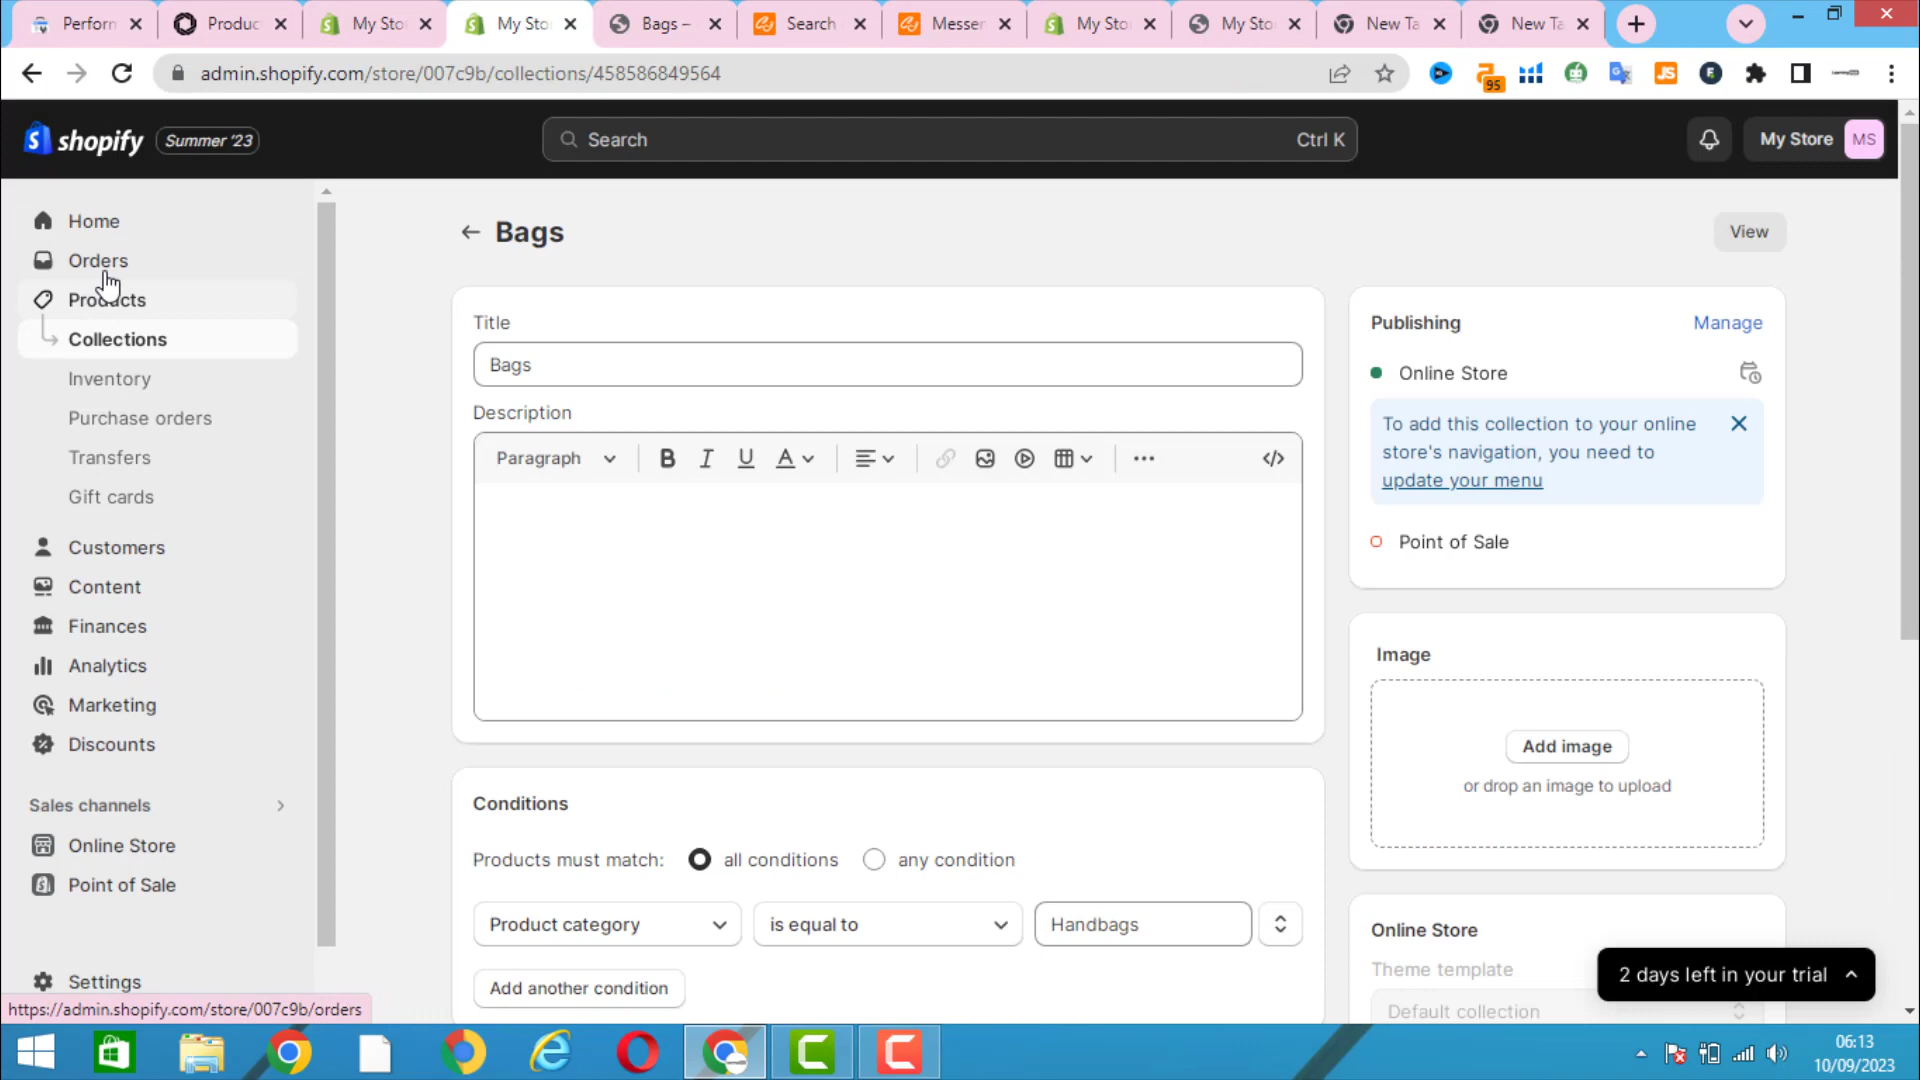 Perform
Produc
My Sto
My Sto
Bags –
Search
Messen
My Sto
My Sto
New Ta
New Ta
admin.shopify.com/store/007c9b/collections/458586849564
95
JS
shopify
Summer '23
Search
Ctrl K
My Store
MS
Home
Orders
Products
Collections
Inventory
Purchase orders
Transfers
Gift cards
Customers
Content
Finances
Analytics
Marketing
Discounts
Sales channels
Online Store
Point of Sale
Settings
https://admin.shopify.com/store/007c9b/orders
Bags
View
Title
Bags
Description
Paragraph
Conditions
Products must match:
all conditions
any condition
Product category
is equal to
Handbags
Add another condition
Publishing
Manage
Online Store
To add this collection to your online
store's navigation, you need to
update your menu
Point of Sale
Image
Add image
or drop an image to upload
Online Store
Theme template
Default collection
2 days left in your trial
06:13
10/09/2023